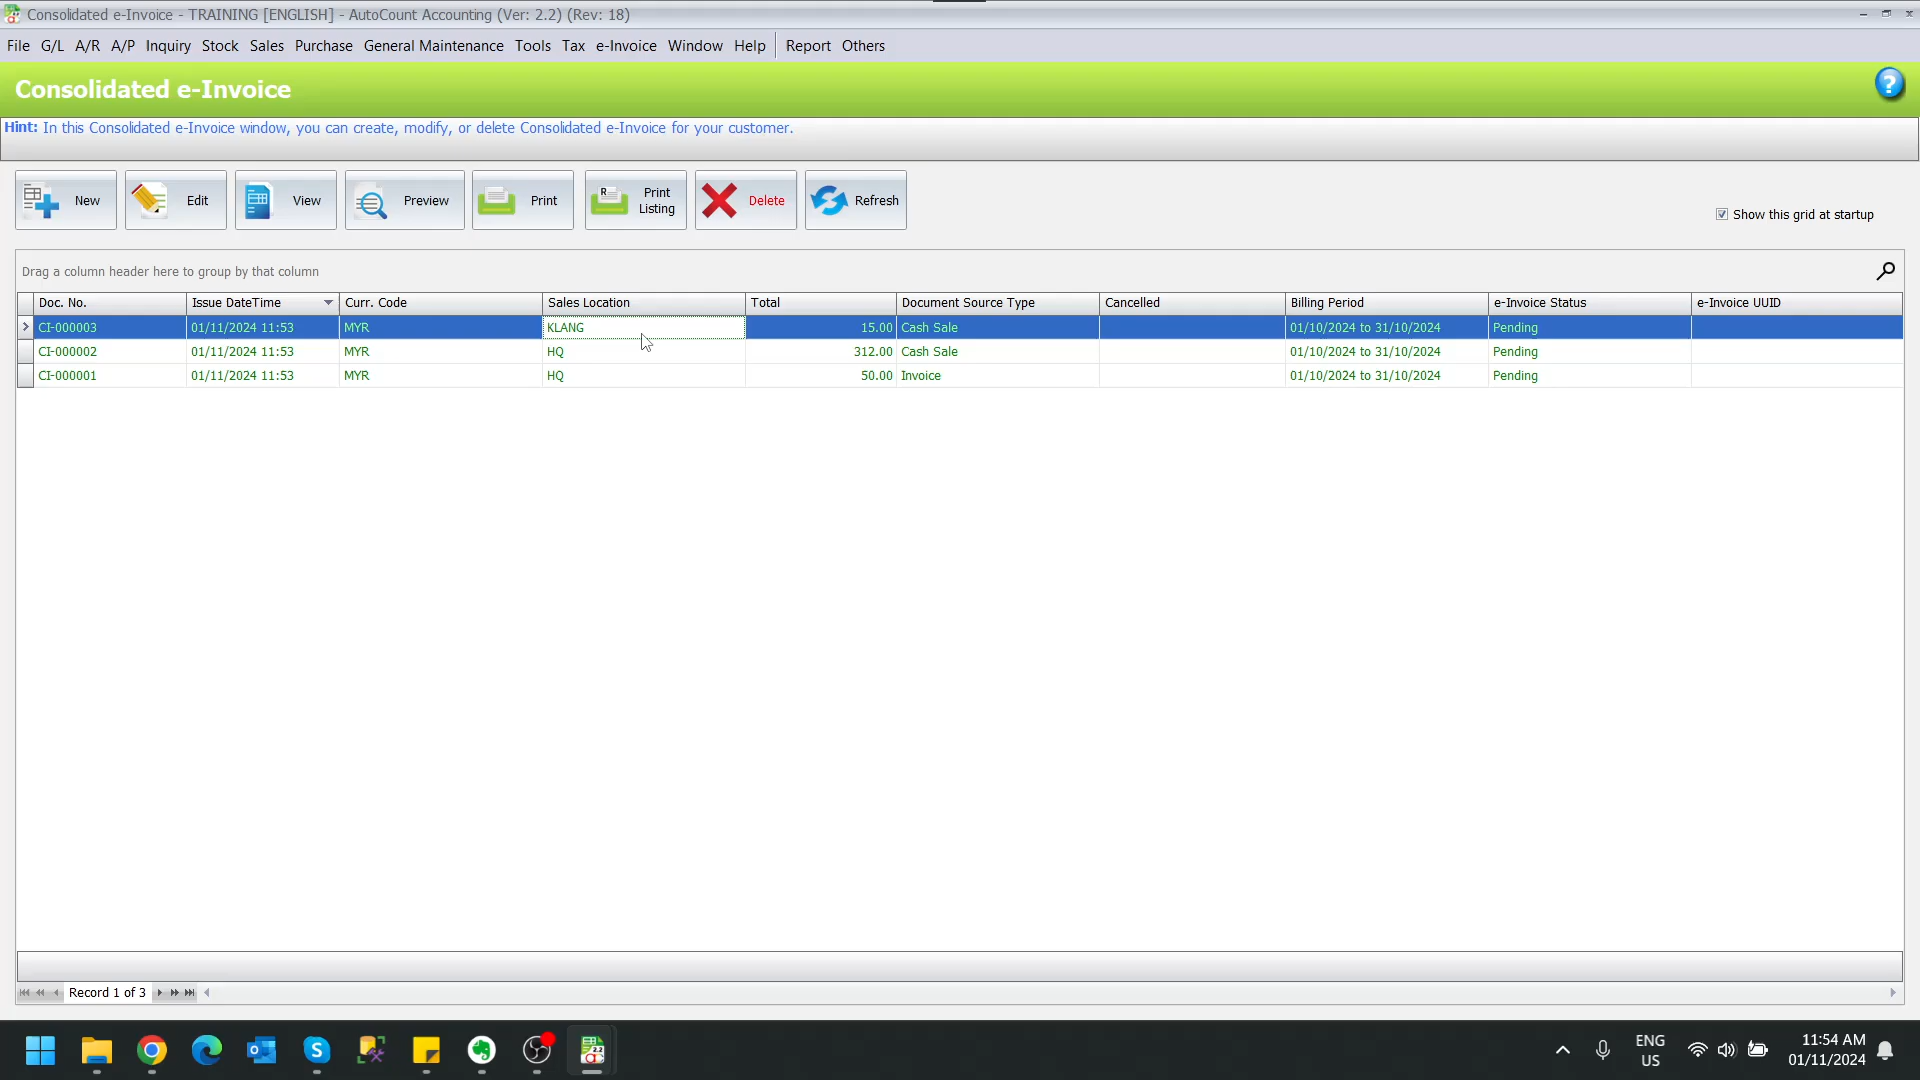 Consolidated e-Invoice - TRAINING [ENGLISH] - AutoCount Accounting (Ver: 2.2) (Rev: 18)
File G/L A/R A/P Inquiry Stock Sales Purchase General Maintenance Tools Tax e-Invoice Window Help Report Others
Consolidated e-Invoice
Hint: In this Consolidated e-Invoice window, you can create, modify, or delete Consolidated e-Invoice for your customer.
New Edit View Preview Print Print Listing Delete Refresh
Show this grid at startup
Drag a column header here to group by that column
Doc. No. Issue DateTime Curr. Code Sales Location Total Document Source Type Cancelled Billing Period e-Invoice Status e-Invoice UUID
CI-000003 01/11/2024 11:53 MYR KLANG 15.00 Cash Sale 01/10/2024 to 31/10/2024 Pending
CI-000002 01/11/2024 11:53 MYR HQ 312.00 Cash Sale 01/10/2024 to 31/10/2024 Pending
CI-000001 01/11/2024 11:53 MYR HQ 50.00 Invoice 01/10/2024 to 31/10/2024 Pending
Record 1 of 3
ENG
US
11:54 AM
01/11/2024